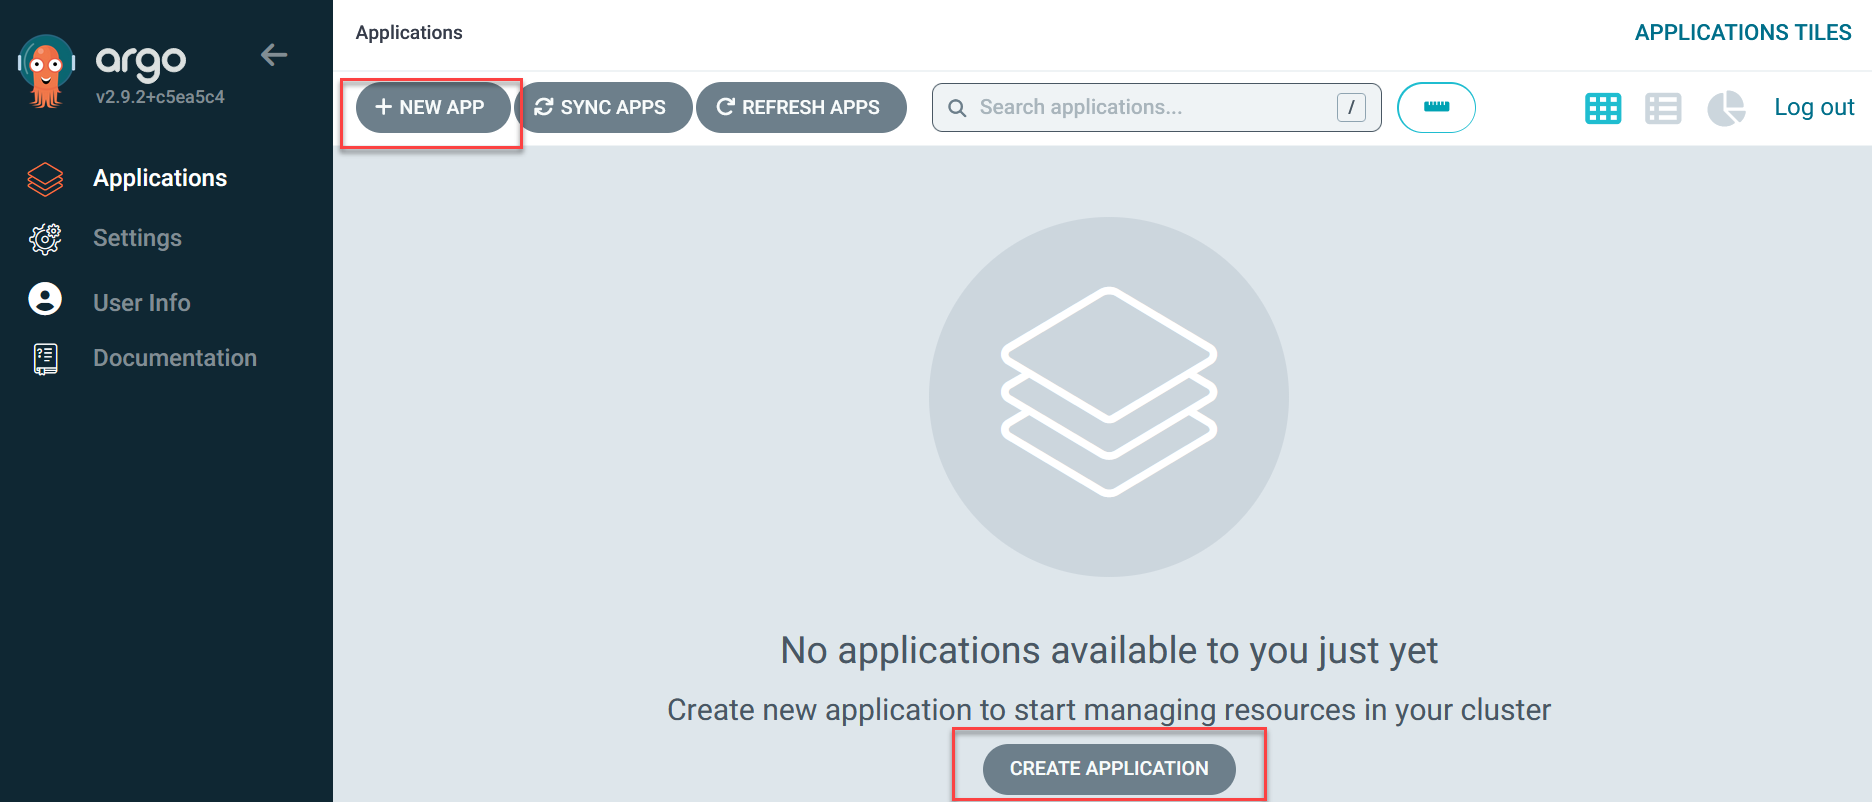 argo
v2.9.2+c5ea5c4
Applications
Settings
User Info
Documentation
Applications
APPLICATIONS TILES
+ NEW APP
SYNC APPS
REFRESH APPS
Search applications...
/
Log out
No applications available to you just yet
Create new application to start managing resources in your cluster
CREATE APPLICATION